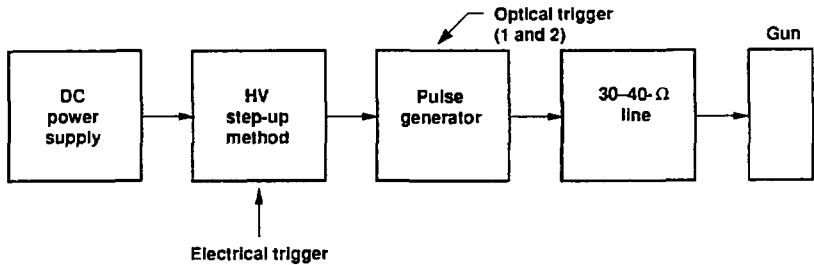 Optical trigger
(1 and 2)
Gun
DC
power
supply
HV
step-up
method
Pulse
generator
30–40-Ω
line
Electrical trigger